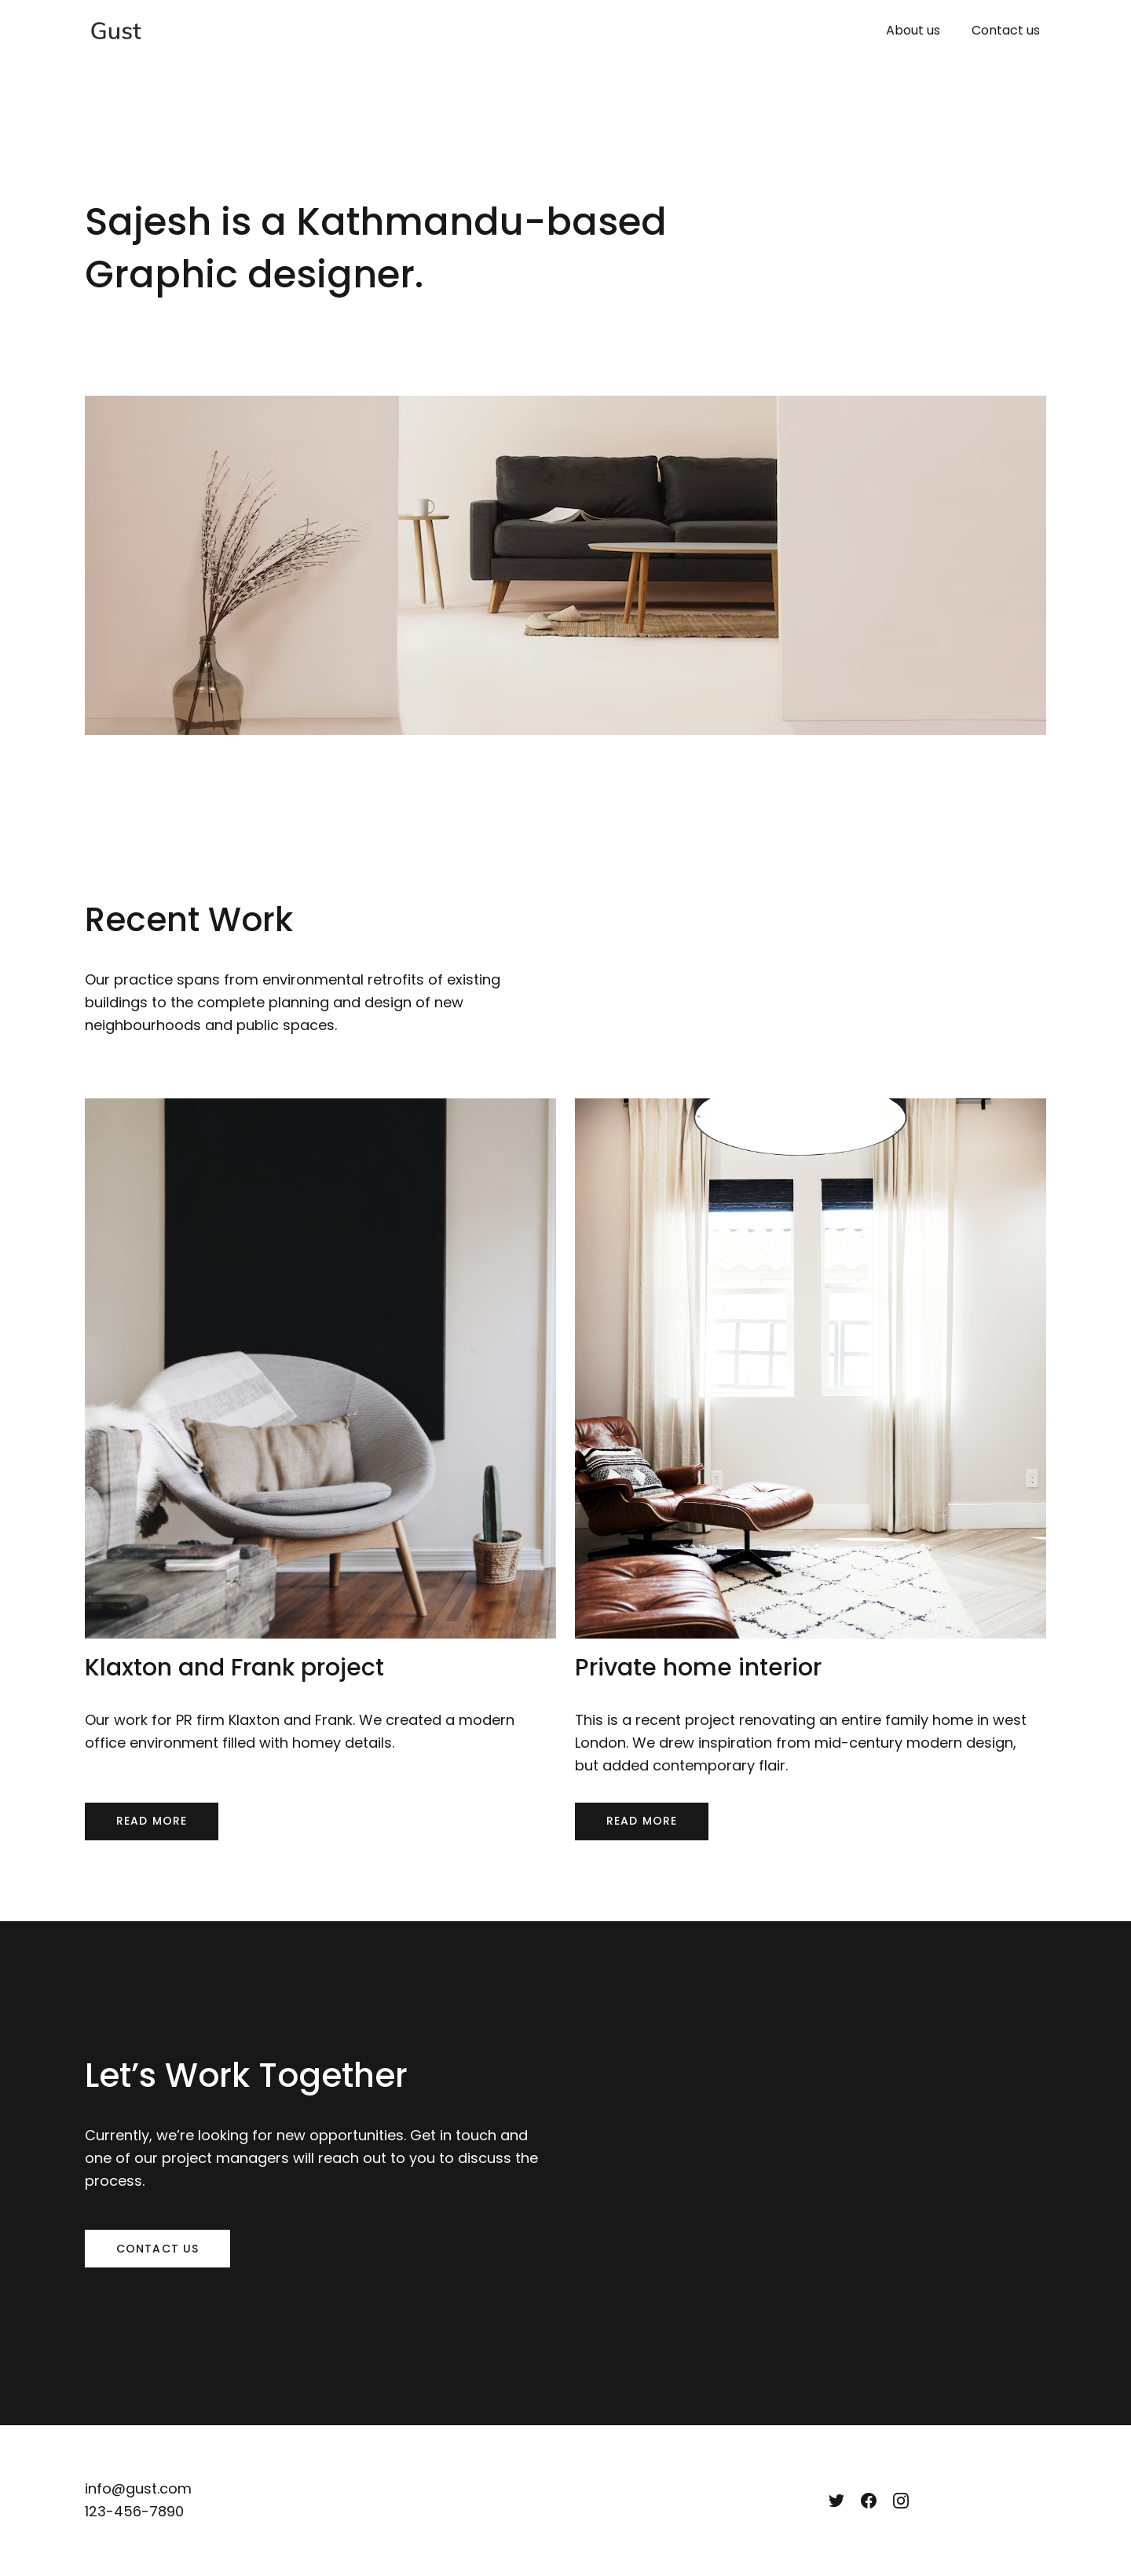 Gust
About us
Contact us
Sajesh is a Kathmandu-based
Graphic designer.
Recent Work
Our practice spans from environmental retrofits of existing
buildings to the complete planning and design of new
neighbourhoods and public spaces.
Klaxton and Frank project
Our work for PR firm Klaxton and Frank. We created a modern
office environment filled with homey details.
READ MORE
Private home interior
This is a recent project renovating an entire family home in west
London. We drew inspiration from mid-century modern design,
but added contemporary flair.
READ MORE
Let’s Work Together
Currently, we’re looking for new opportunities. Get in touch and
one of our project managers will reach out to you to discuss the
process.
CONTACT US
info@gust.com
123-456-7890